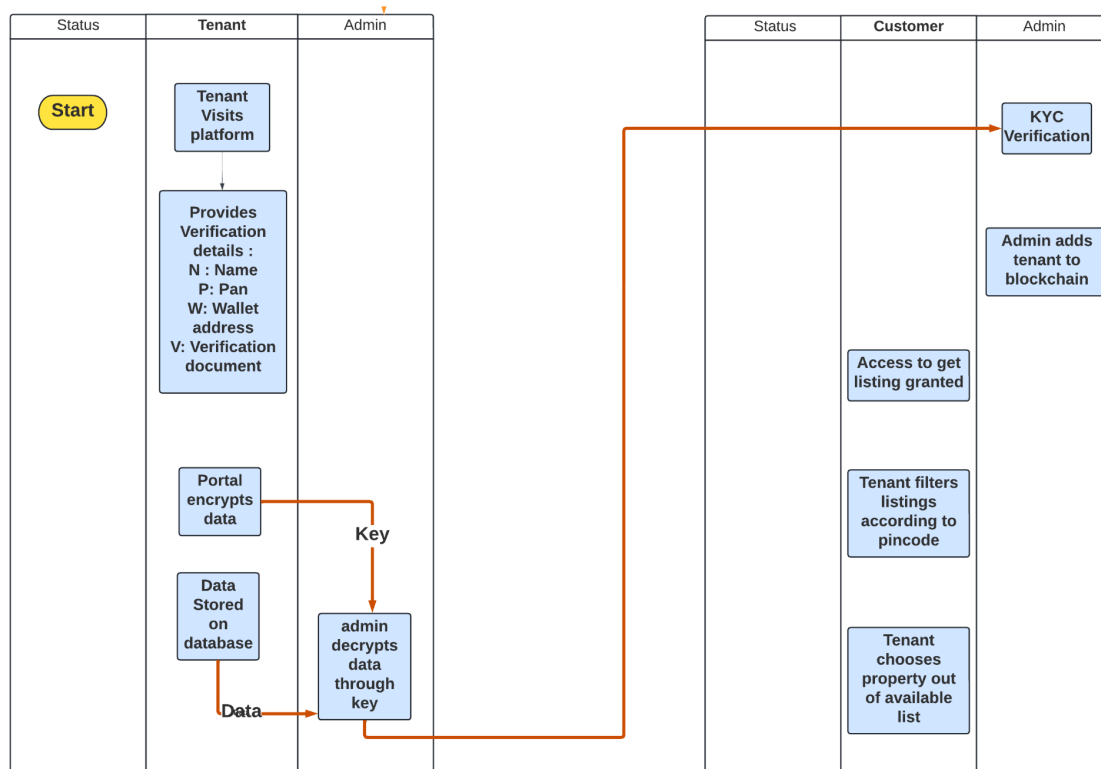 Status
Tenant
Admin
Start
Tenant
Visits
platform
Provides
Verification
details :
N : Name
P: Pan
W: Wallet
address
V: Verification
document
Portal
encrypts
data
Key
Data
Stored
on
database
admin
decrypts
data
through
key
Data
Status
Customer
Admin
KYC
Verification
Admin adds
tenant to
blockchain
Access to get
listing granted
Tenant filters
listings
according to
pincode
Tenant
chooses
property out
of available
list